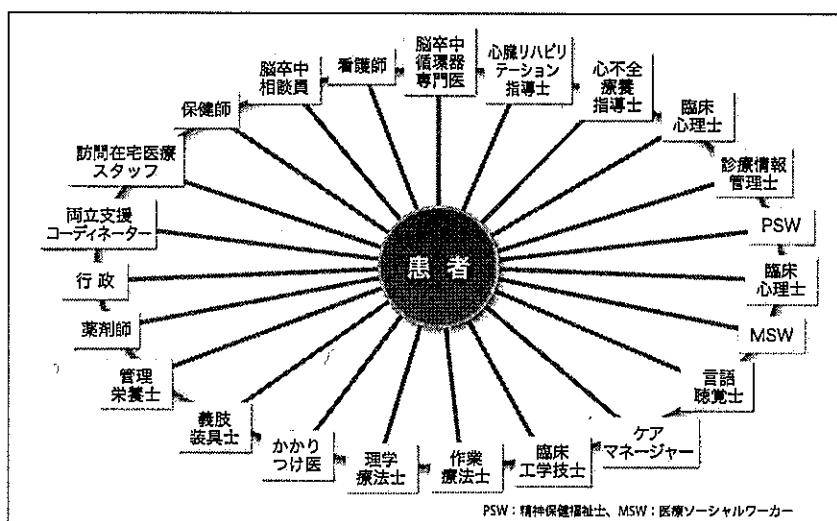 脳卒中
循環器
専門医
心臓リハビリ
テーション
指導士
心不全
療養
指導士
臨床
心理士
診療情報
管理士
PSW
臨床
心理士
MSW
言語
聴覚士
ケア
マネージャー
臨床
工学技士
作業
療法士
理学
療法士
かかり
つけ医
義肢
装具士
管理
栄養士
薬剤師
行政
両立支援
コーディネーター
訪問在宅医療
スタッフ
保健師
脳卒中
相談員
看護師
患者
PSW：精神保健福祉士、MSW：医療ソーシャルワーカー